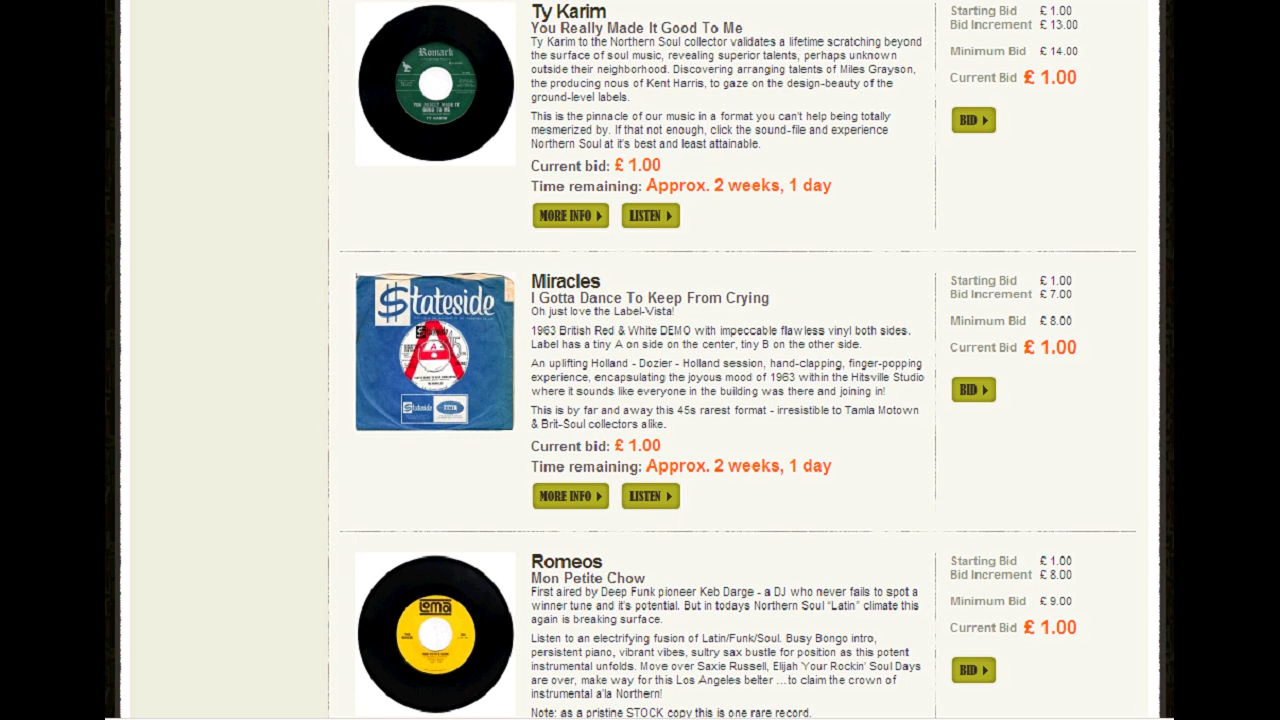 Ty Karim
You Really Made It Good To Me
Ty Karim to the Northern Soul collector validates a lifetime scratching beyond
the surface of soul music, revealing superior talents, perhaps unknown
outside their neighborhood. Discovering arranging talents of Miles Grayson,
the producing nous of Kent Harris, to gaze on the design-beauty of the
ground-level labels.
This is the pinnacle of our music in a format you can't help being totally
mesmerized by. If that not enough, click the sound-file and experience
Northern Soul at it's best and least attainable.
Current bid: £ 1.00
Time remaining: Approx. 2 weeks, 1 day
MORE INFO LISTEN
Starting Bid £ 1.00
Bid Increment £ 13.00
Minimum Bid £ 14.00
Current Bid £ 1.00
BID
Romark
YOU REALLY MADE IT
GOOD TO ME
TY KARIM
Miracles
I Gotta Dance To Keep From Crying
Oh just love the Label-Vista!
1963 British Red & White DEMO with impeccable flawless vinyl both sides.
Label has a tiny A on side on the center, tiny B on the other side.
An uplifting Holland - Dozier - Holland session, hand-clapping, finger-popping
experience, encapsulating the joyous mood of 1963 within the Hitsville Studio
where it sounds like everyone in the building was there and joining in!
This is by far and away this 45s rarest format - irresistible to Tamla Motown
& Brit-Soul collectors alike.
Current bid: £ 1.00
Time remaining: Approx. 2 weeks, 1 day
MORE INFO LISTEN
Starting Bid £ 1.00
Bid Increment £ 7.00
Minimum Bid £ 8.00
Current Bid £ 1.00
BID
$tateside
A
45
$tateside
Romeos
Mon Petite Chow
First aired by Deep Funk pioneer Keb Darge - a DJ who never fails to spot a
winner tune and it's potential. But in todays Northern Soul "Latin" climate this
again is breaking surface.
Listen to an electrifying fusion of Latin/Funk/Soul. Busy Bongo intro,
persistent piano, vibrant vibes, sultry sax bustle for position as this potent
instrumental unfolds. Move over Saxie Russell, Elijah 'Your Rockin' Soul Days
are over, make way for this Los Angeles belter ...to claim the crown of
instrumental a'la Northern!
Note: as a pristine STOCK copy this is one rare record.
Starting Bid £ 1.00
Bid Increment £ 8.00
Minimum Bid £ 9.00
Current Bid £ 1.00
BID
LOMA